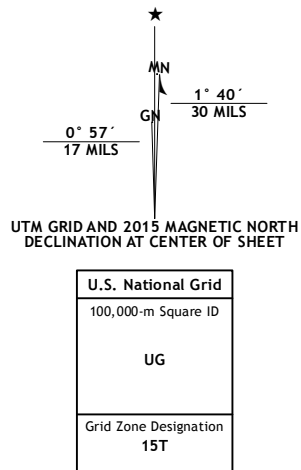 ★
MN
1° 40´
30 MILS
GN
0° 57´
17 MILS
UTM GRID AND 2015 MAGNETIC NORTH
DECLINATION AT CENTER OF SHEET
U.S. National Grid
100,000-m Square ID
UG
Grid Zone Designation
15T